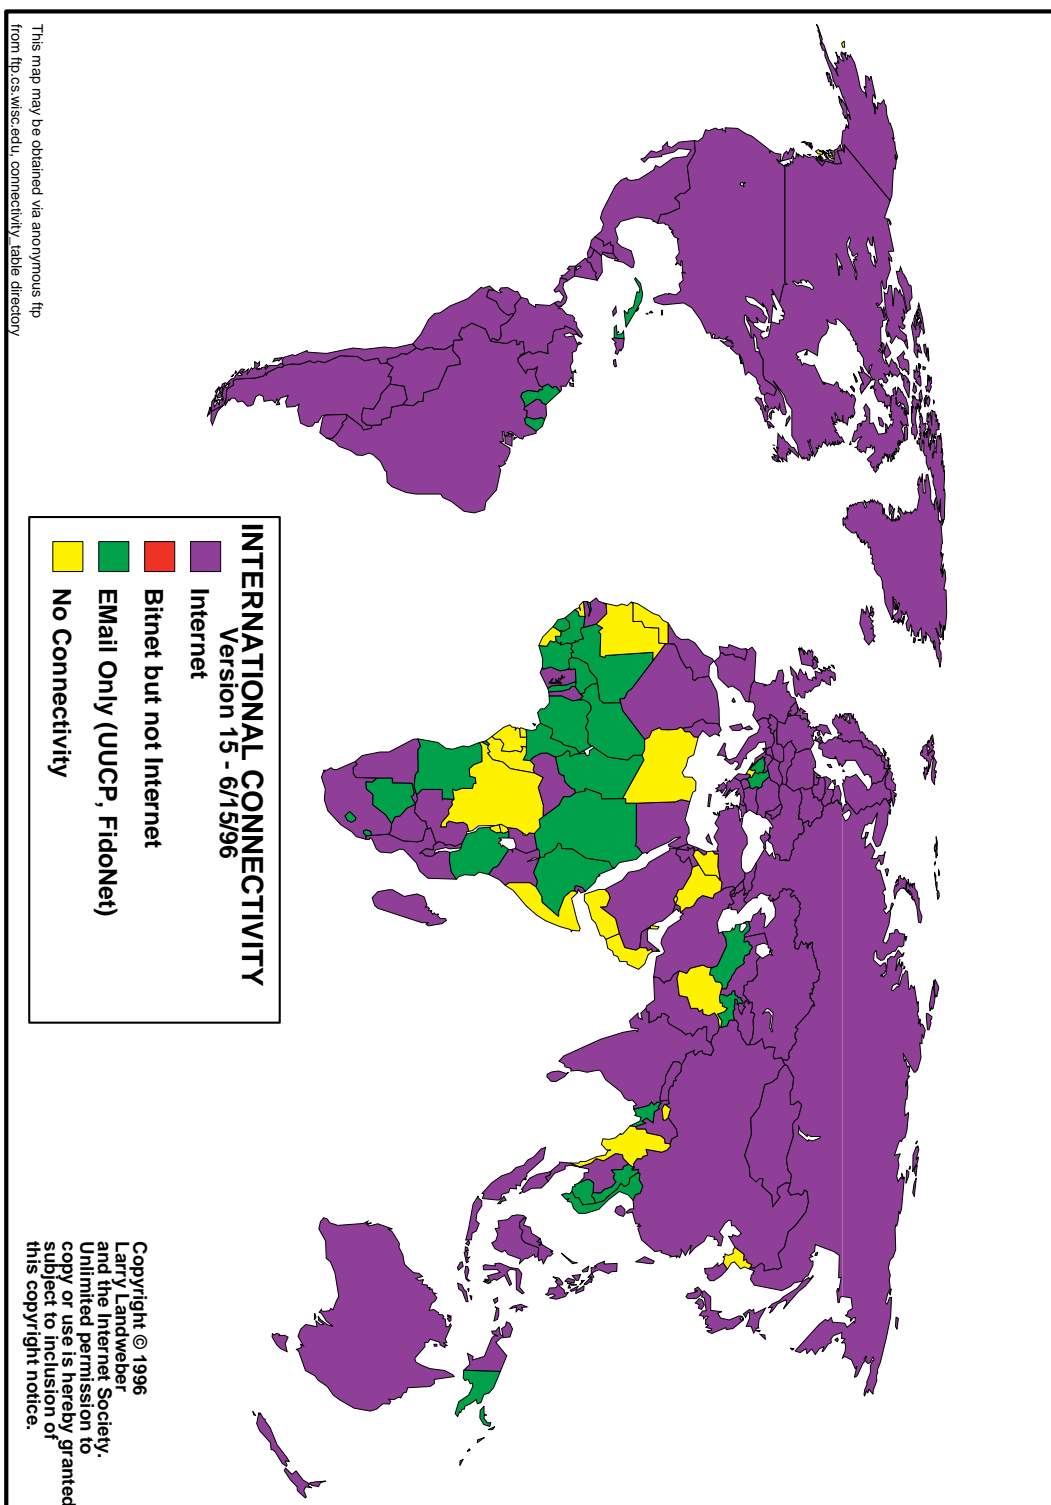 INTERNATIONAL CONNECTIVITY
Version 15 - 6/15/96
Internet
Bitnet but not Internet
EMail Only (UUCP, FidoNet)
No Connectivity
This map may be obtained via anonymous ftp
from ftp.cs.wisc.edu, connectivity_table directory
Copyright © 1996
Larry Landweber
and the Internet Society.
Unlimited permission to
copy or use is hereby granted
subject to inclusion of
this copyright notice.